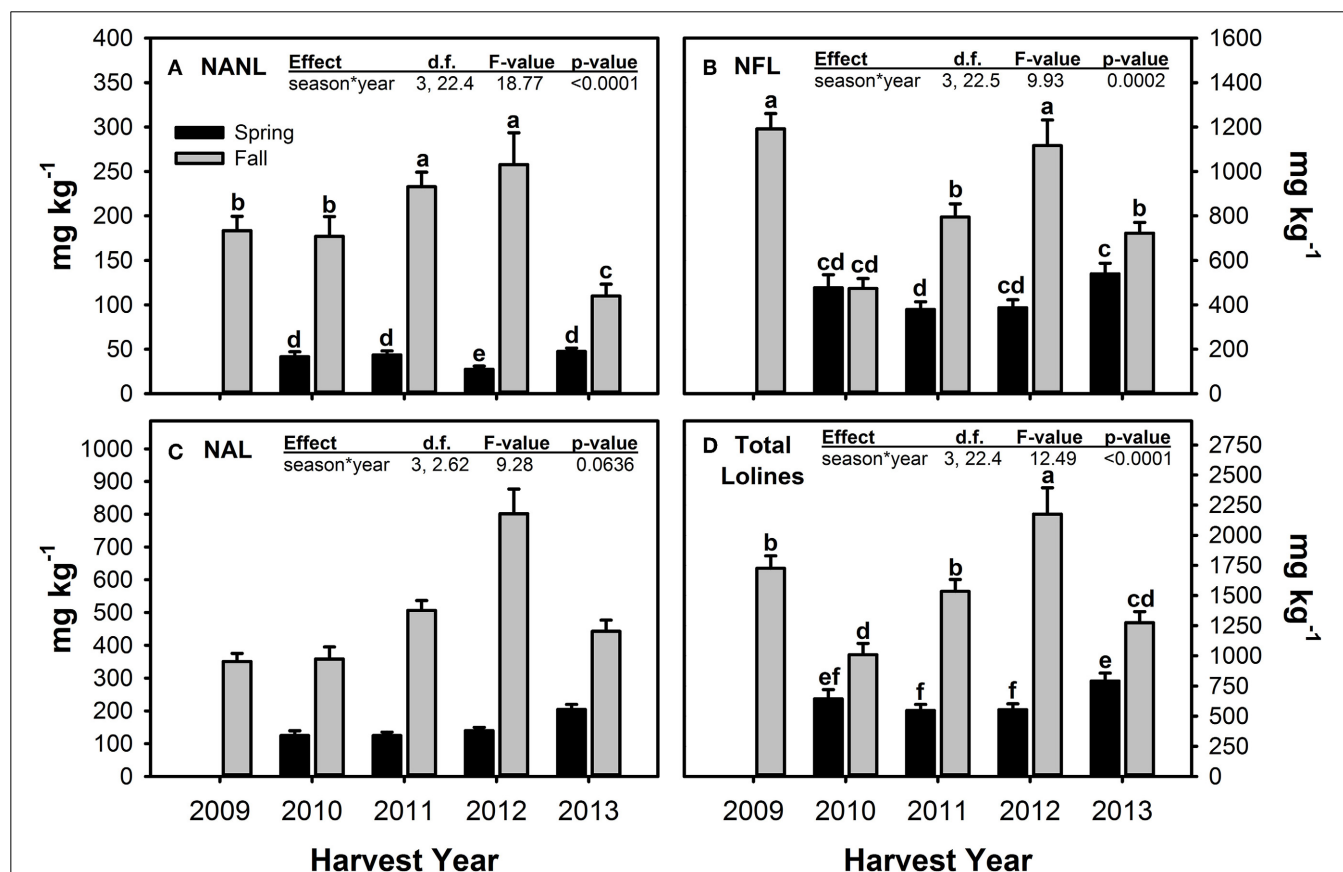 A NANL
Effect d.f. F-value p-value
season*year 3, 22.4 18.77 <0.0001
Spring
Fall
400
350
300
250
200
150
100
50
0
mg kg-1
b
d
b
d
a
e
a
d
c
B NFL
Effect d.f. F-value p-value
season*year 3, 22.5 9.93 0.0002
a
cd
cd
d
b
cd
a
c
b
1600
1400
1200
1000
800
600
400
200
0
mg kg-1
C NAL
Effect d.f. F-value p-value
season*year 3, 2.62 9.28 0.0636
1000
900
800
700
600
500
400
300
200
100
0
mg kg-1
2009 2010 2011 2012 2013
Harvest Year
D Total
Lolines
Effect d.f. F-value p-value
season*year 3, 22.4 12.49 <0.0001
b
ef
d
f
b
f
a
e
cd
2750
2500
2250
2000
1750
1500
1250
1000
750
500
250
0
mg kg-1
2009 2010 2011 2012 2013
Harvest Year